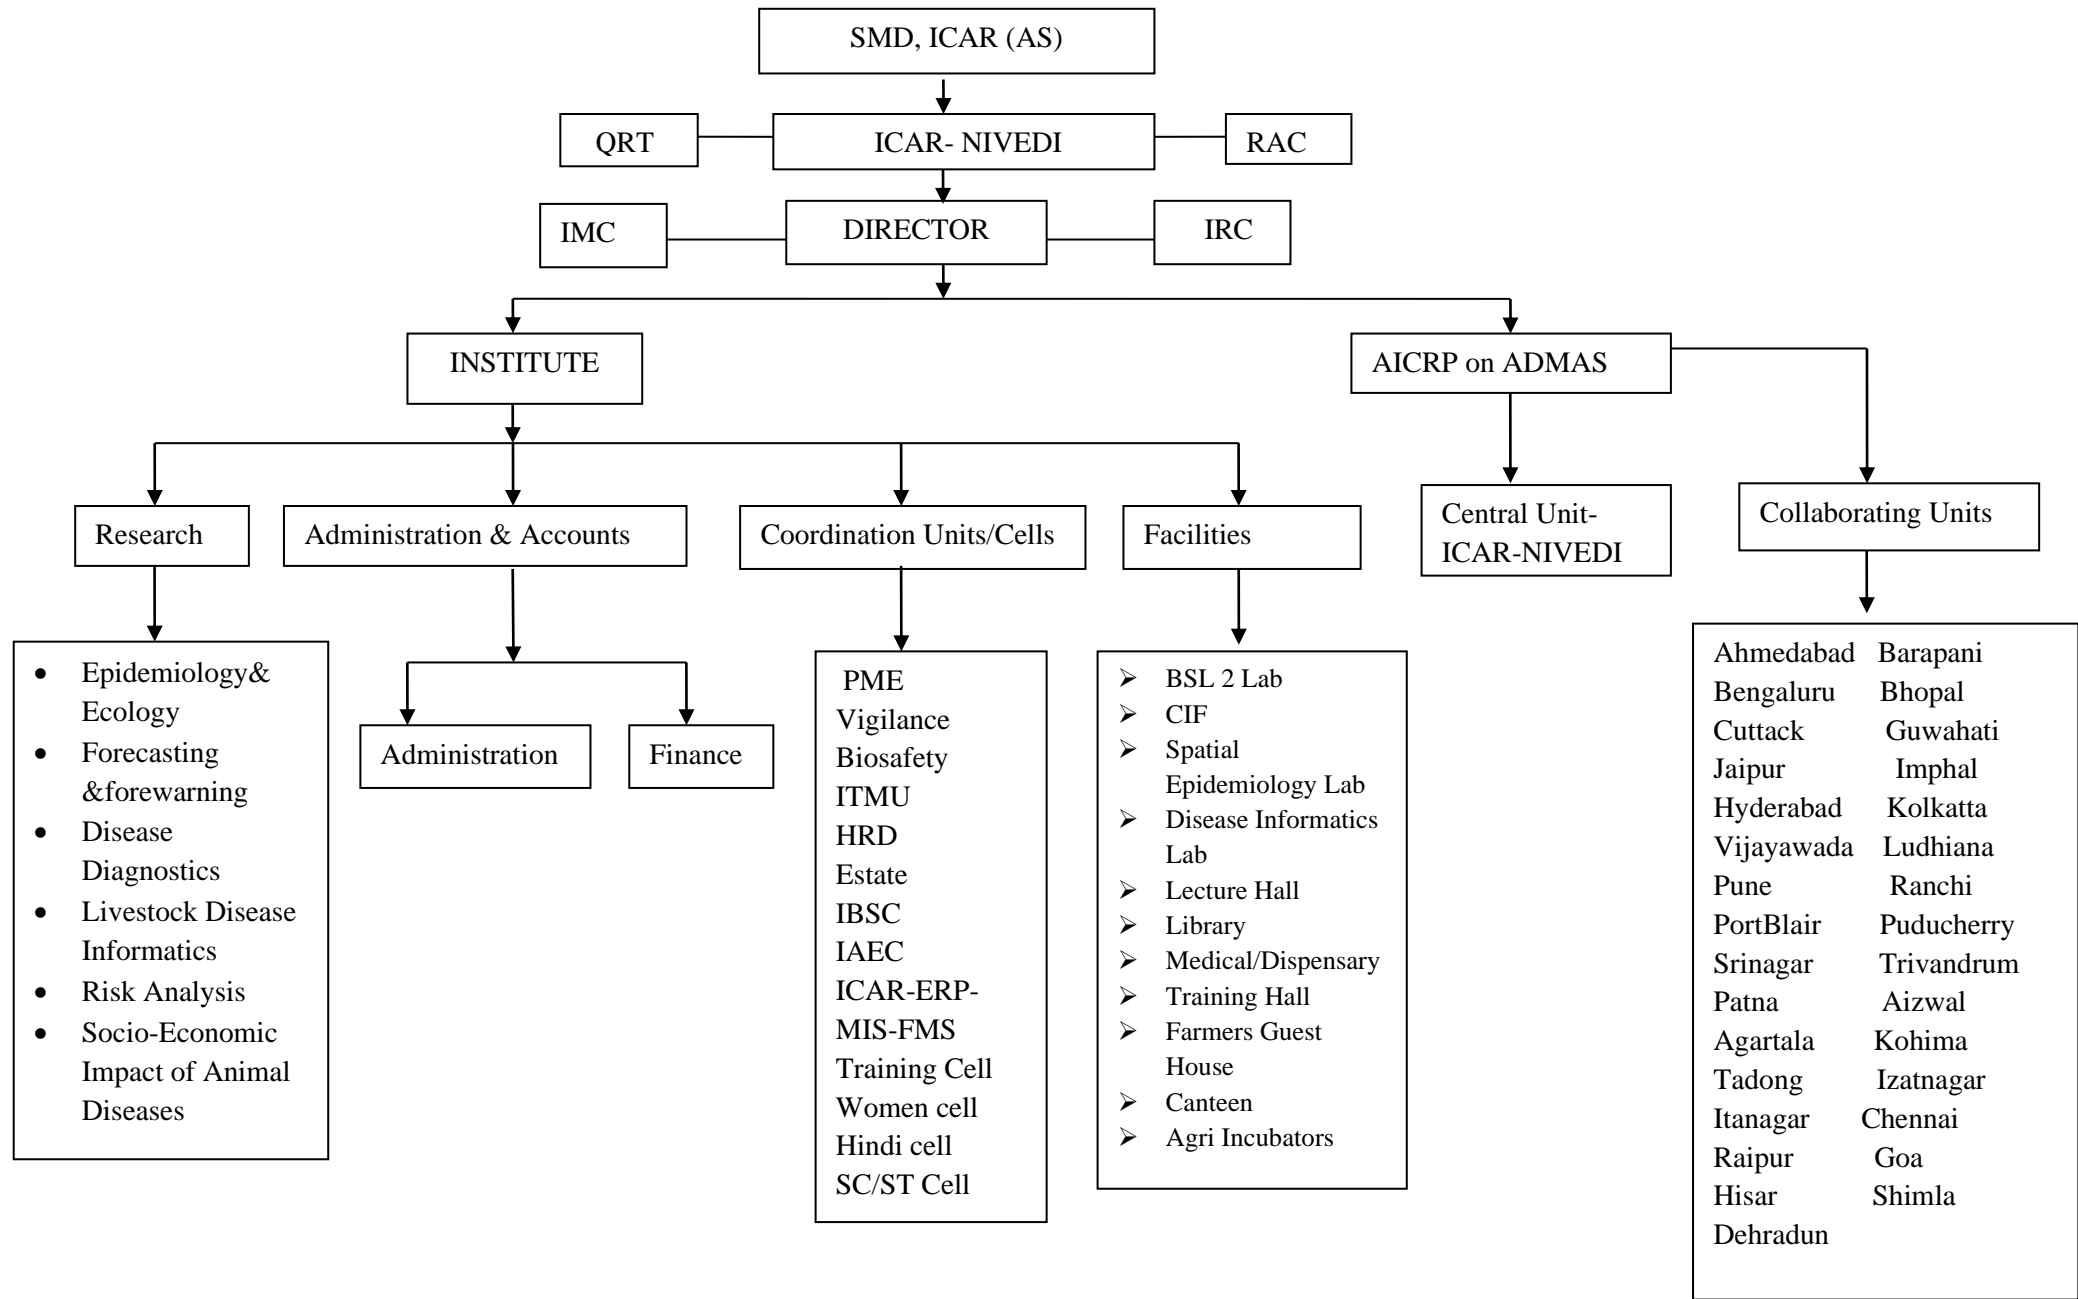 SMD, ICAR (AS)
QRT
ICAR- NIVEDI
RAC
IMC
DIRECTOR
IRC
INSTITUTE
AICRP on ADMAS
Research
Administration & Accounts
Coordination Units/Cells
Facilities
Central Unit-
ICAR-NIVEDI
Collaborating Units
• Epidemiology&
Ecology
• Forecasting
&forewarning
• Disease
Diagnostics
• Livestock Disease
Informatics
• Risk Analysis
• Socio-Economic
Impact of Animal
Diseases
Administration
Finance
PME
Vigilance
Biosafety
ITMU
HRD
Estate
IBSC
IAEC
ICAR-ERP-
MIS-FMS
Training Cell
Women cell
Hindi cell
SC/ST Cell
➢ BSL 2 Lab
➢ CIF
➢ Spatial
Epidemiology Lab
➢ Disease Informatics
Lab
➢ Lecture Hall
➢ Library
➢ Medical/Dispensary
➢ Training Hall
➢ Farmers Guest
House
➢ Canteen
➢ Agri Incubators
Ahmedabad Barapani
Bengaluru Bhopal
Cuttack Guwahati
Jaipur Imphal
Hyderabad Kolkatta
Vijayawada Ludhiana
Pune Ranchi
PortBlair Puducherry
Srinagar Trivandrum
Patna Aizwal
Agartala Kohima
Tadong Izatnagar
Itanagar Chennai
Raipur Goa
Hisar Shimla
Dehradun